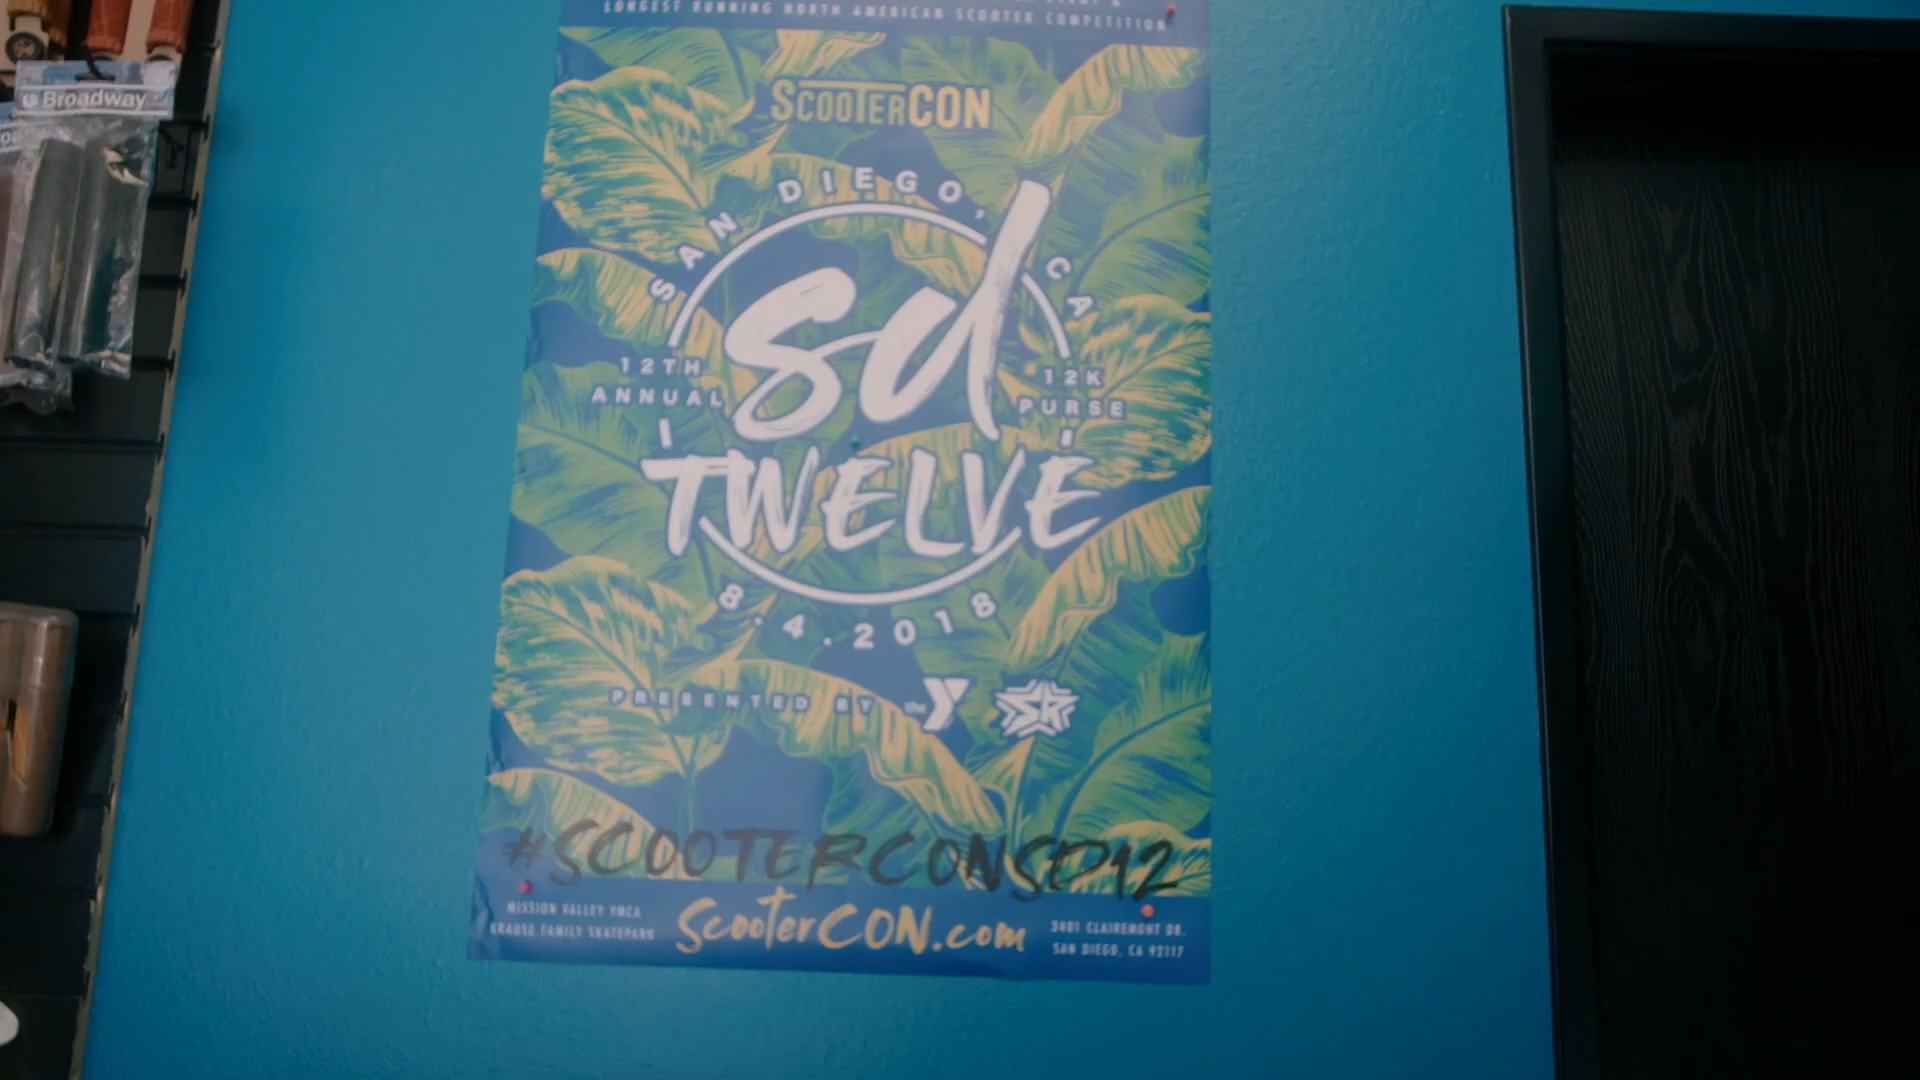 LONGEST RUNNING NORTH AMERICAN SCOOTER COMPETITION
Broadway
SCOOTERCON
SAN DIEGO, CA
sd
12TH
ANNUAL
12K
PURSE
TWELVE
8.4.2018
PRESENTED BY the Y SR
#SCOOTERCONSD12
MISSION VALLEY YMCA
KRAUSE FAMILY SKATEPARK
ScooterCON.com
3401 CLAIREMONT DR.
SAN DIEGO, CA 92117